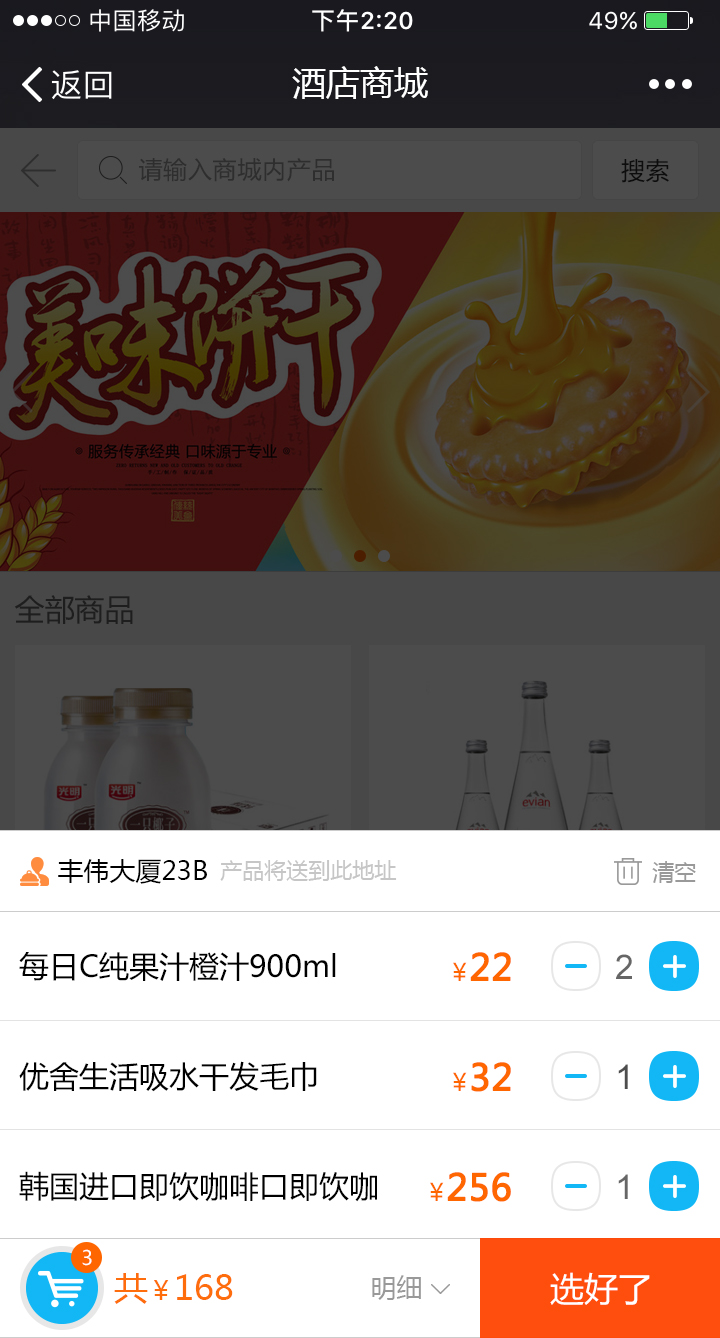 中国移动 下午2:20 49%
返回 酒店商城
请输入商城内产品 搜索
美味饼干
服务传承经典 口味源于专业
全部商品
光明 光明
一只椰子
evian
丰伟大厦23B 产品将送到此地址 清空
每日C纯果汁橙汁900ml ¥22 2
优舍生活吸水干发毛巾 ¥32 1
韩国进口即饮咖啡口即饮咖 ¥256 1
3
共¥168 明细 选好了